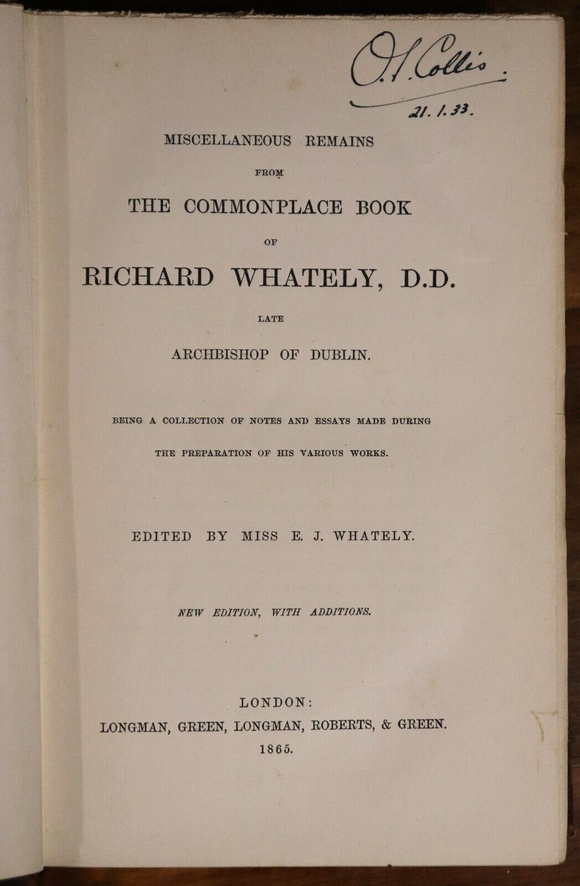 O. S. Collis.
21.1.33.
MISCELLANEOUS REMAINS
FROM
THE COMMONPLACE BOOK
OF
RICHARD WHATELY, D.D.
LATE
ARCHBISHOP OF DUBLIN.
BEING A COLLECTION OF NOTES AND ESSAYS MADE DURING
THE PREPARATION OF HIS VARIOUS WORKS.
EDITED BY MISS E. J. WHATELY.
NEW EDITION, WITH ADDITIONS.
LONDON:
LONGMAN, GREEN, LONGMAN, ROBERTS, & GREEN.
1865.